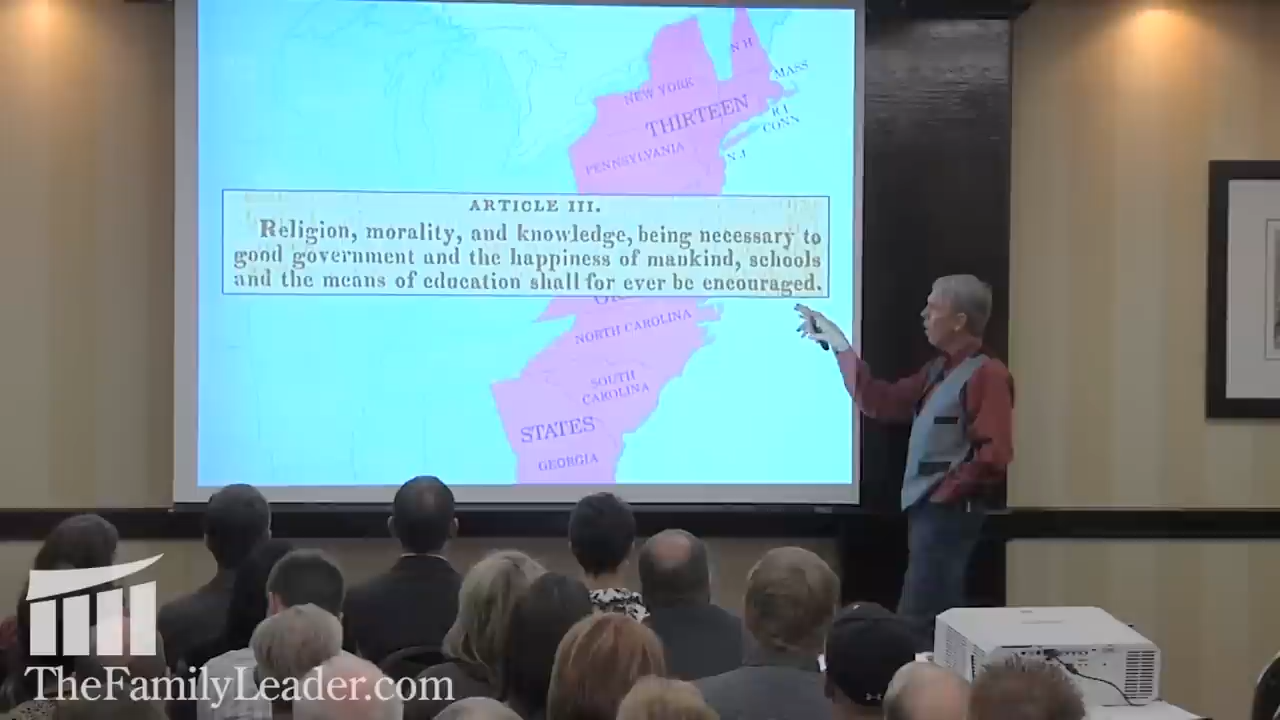 N H
MASS
NEW YORK
THIRTEEN
R I
CONN
PENNSYLVANIA
N J
ARTICLE III.
Religion, morality, and knowledge, being necessary to
good government and the happiness of mankind, schools
and the means of education shall for ever be encouraged.
NORTH CAROLINA
SOUTH
CAROLINA
STATES
GEORGIA
TheFamilyLeader.com